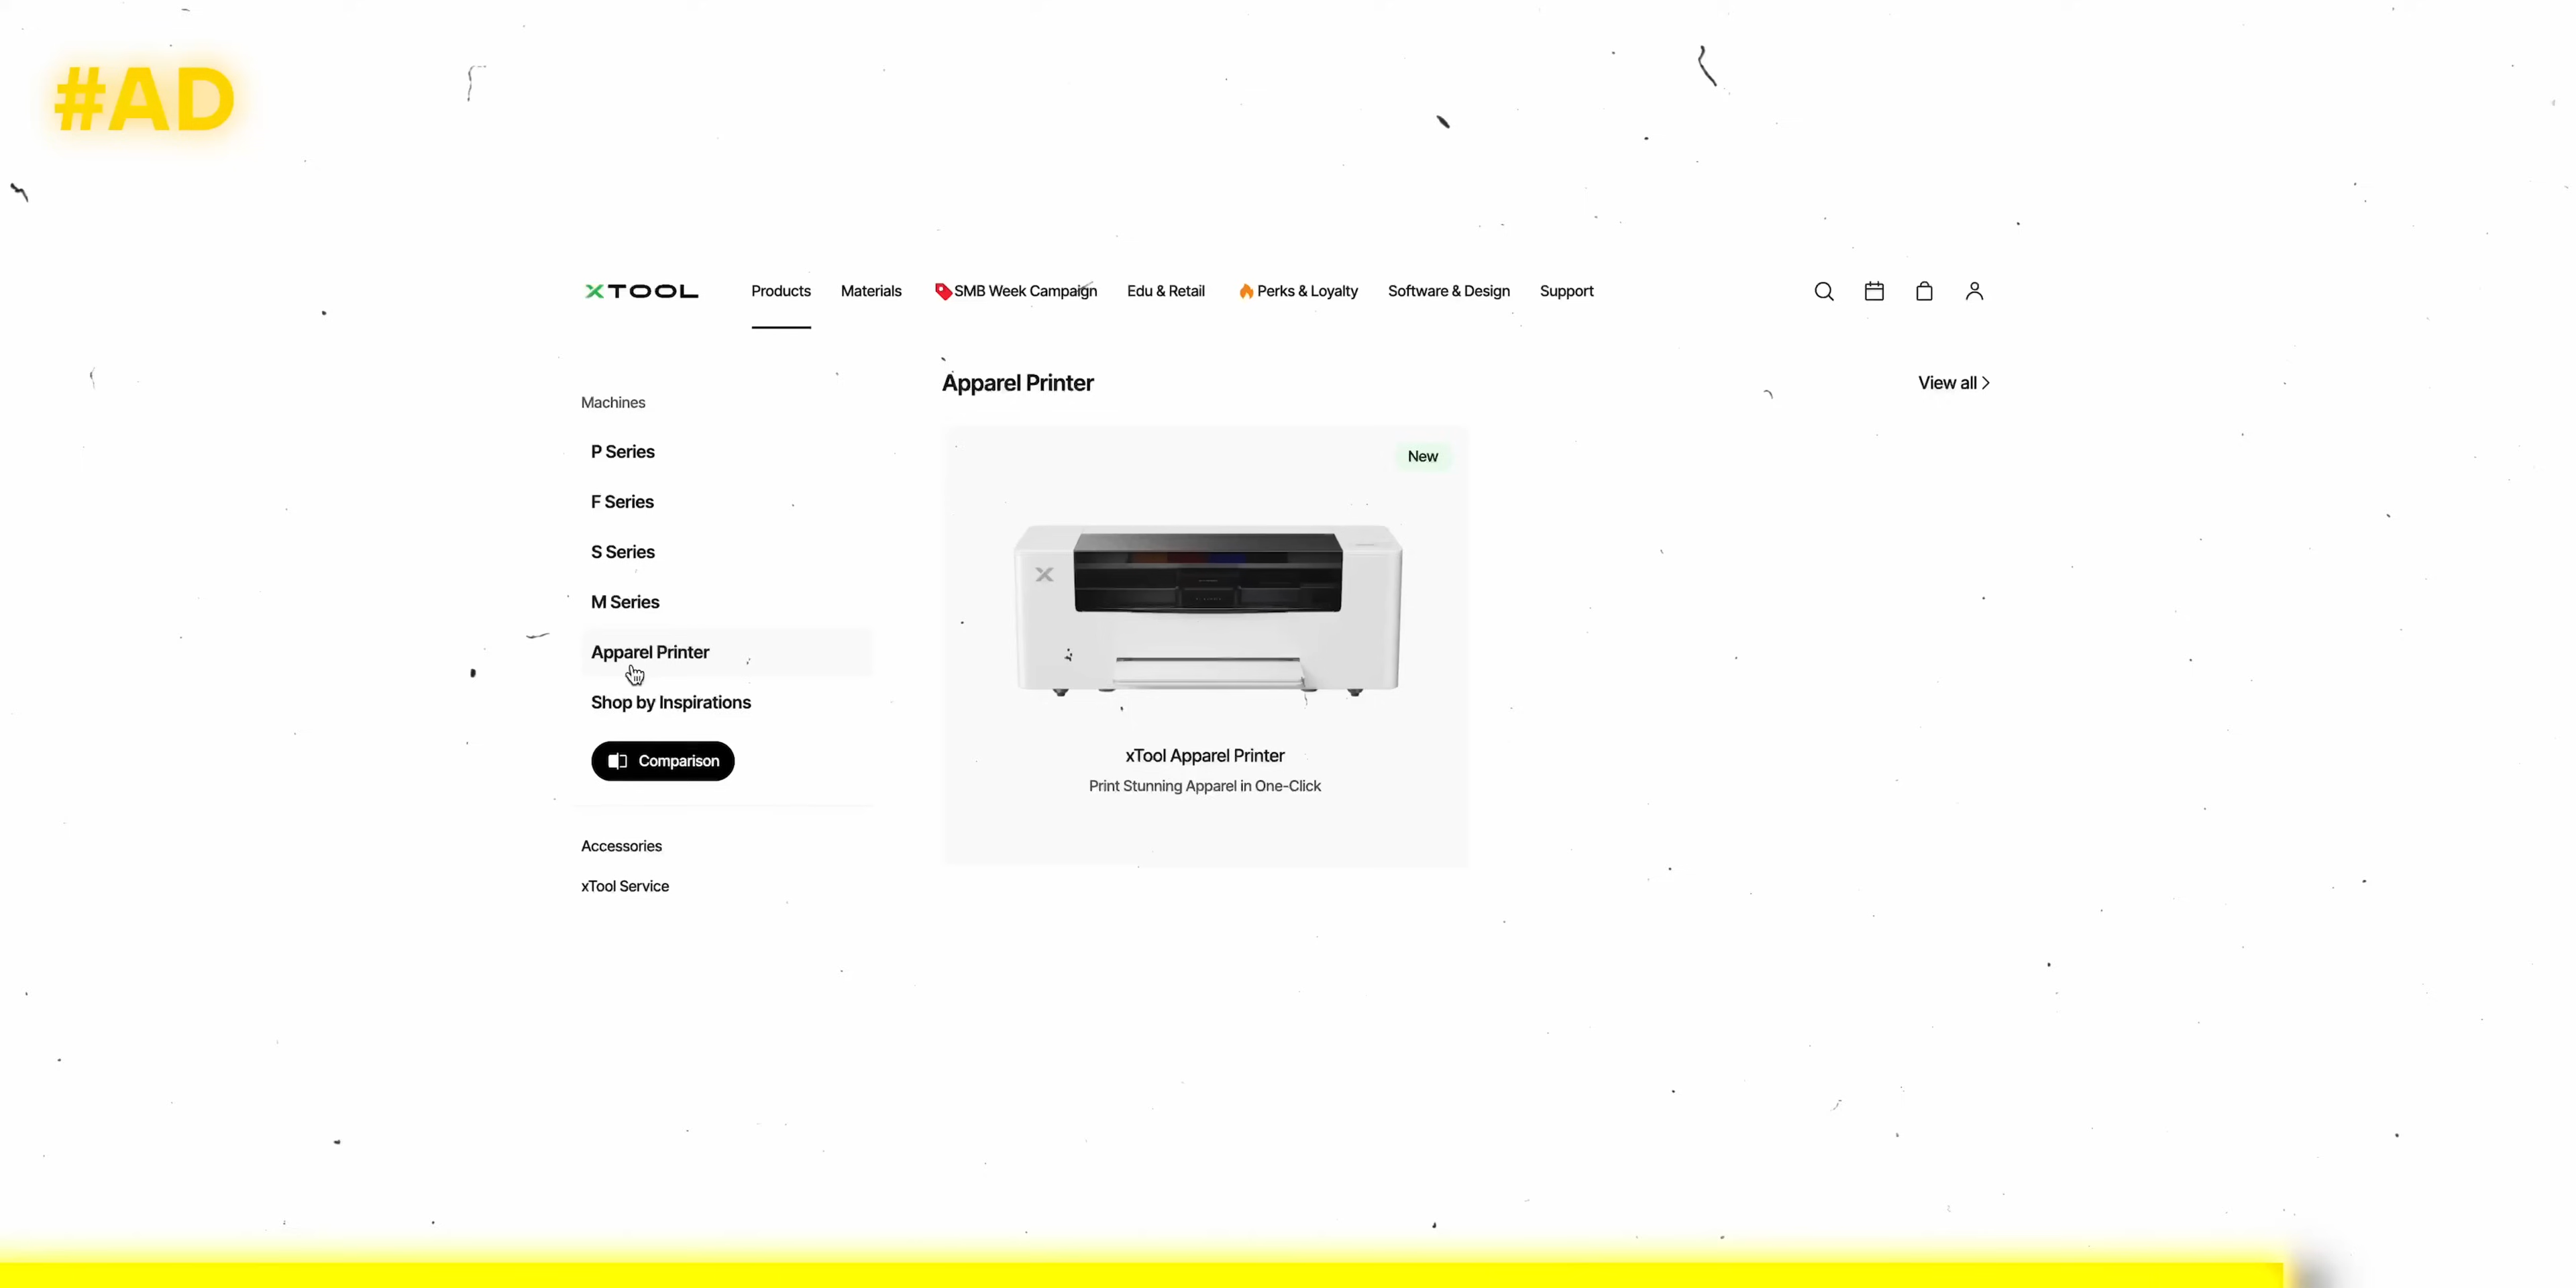 #AD
XTOOL
Products
Materials
SMB Week Campaign
Edu & Retail
Perks & Loyalty
Software & Design
Support
Machines
P Series
F Series
S Series
M Series
Apparel Printer
Shop by Inspirations
Comparison
Accessories
xTool Service
Apparel Printer
View all >
New
xTool Apparel Printer
Print Stunning Apparel in One-Click